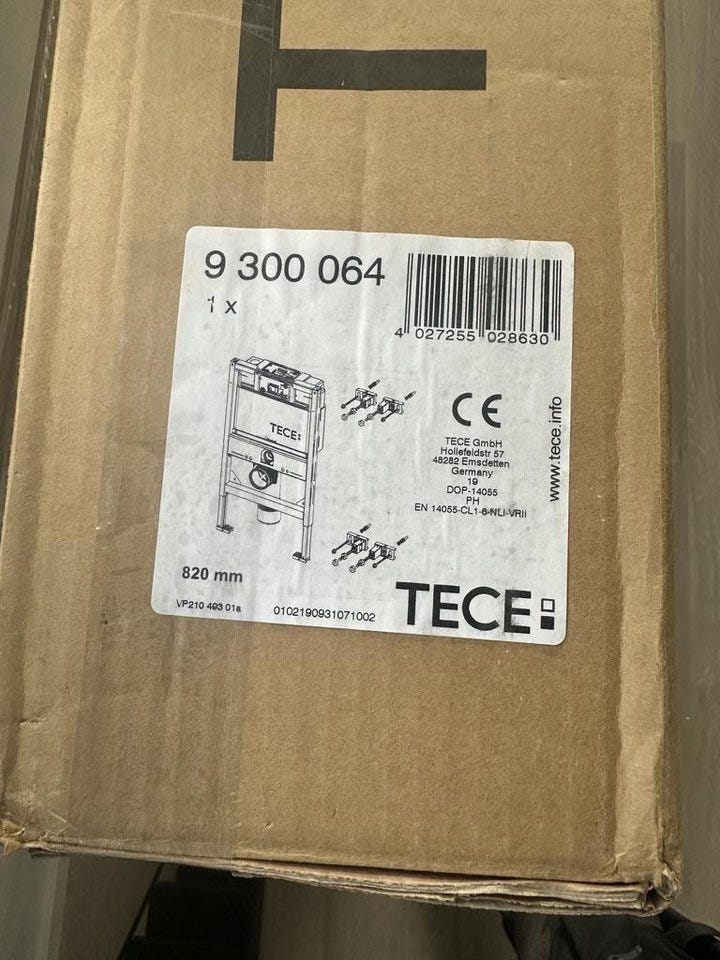 9 300 064
1 x
4 027255 028630
TECE:
CE
TECE GmbH
Hollefeldstr 57
48282 Emsdetten
Germany
19
DOP-14055
PH
EN 14055-CL1-6-NLI-VRII
www.tece.info
820 mm
VP210 493 01a
0102190931071002
TECE: